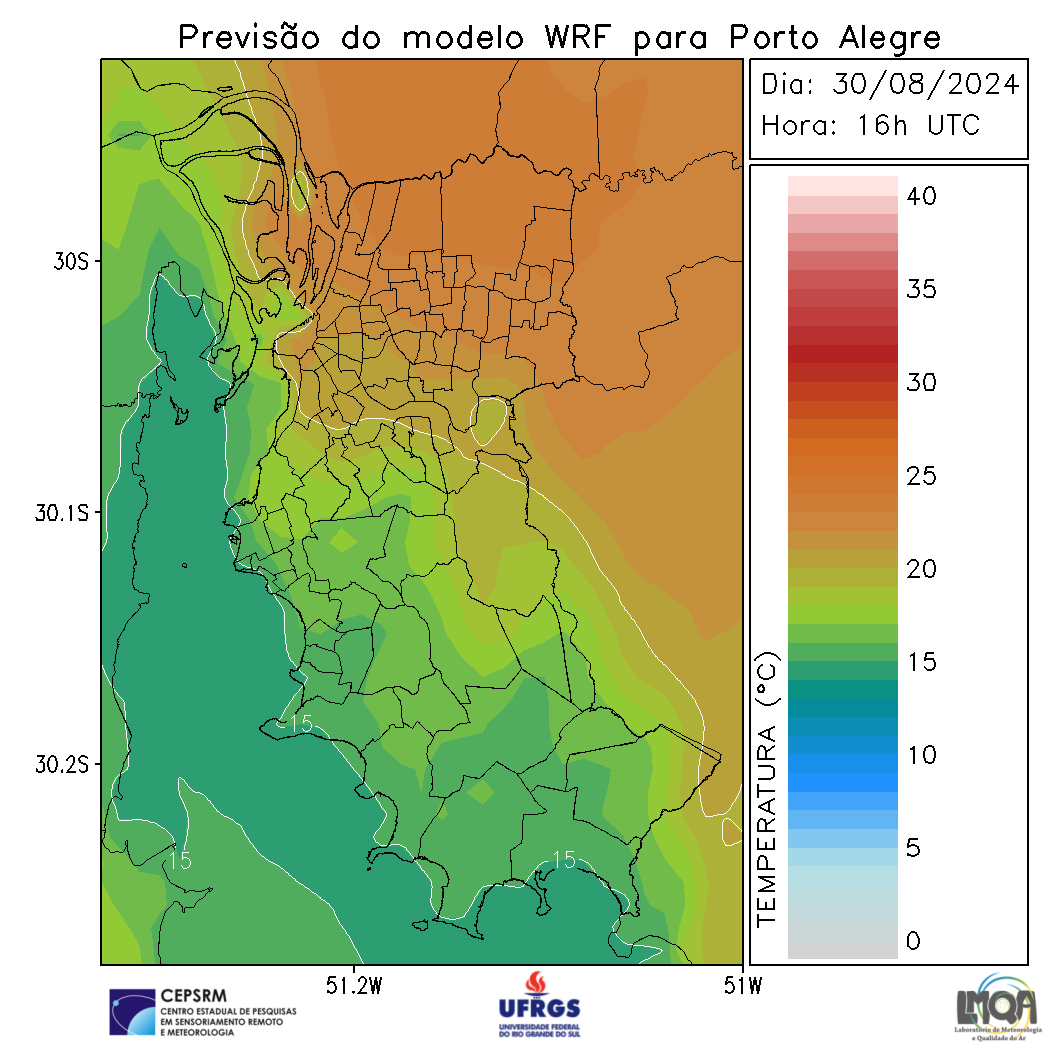 Previsão do modelo WRF para Porto Alegre
Dia: 30/08/2024
Hora: 16h UTC
40
35
30
25
20
15
10
5
0
TEMPERATURA (°C)
30S
30.1S
30.2S
15
15
15
51.2W
51W
CEPSRM
CENTRO ESTADUAL DE PESQUISAS
EM SENSORIAMENTO REMOTO
E METEOROLOGIA
UFRGS
UNIVERSIDADE FEDERAL
DO RIO GRANDE DO SUL
LMQA
Laboratório de Meteorologia
e Qualidade do Ar